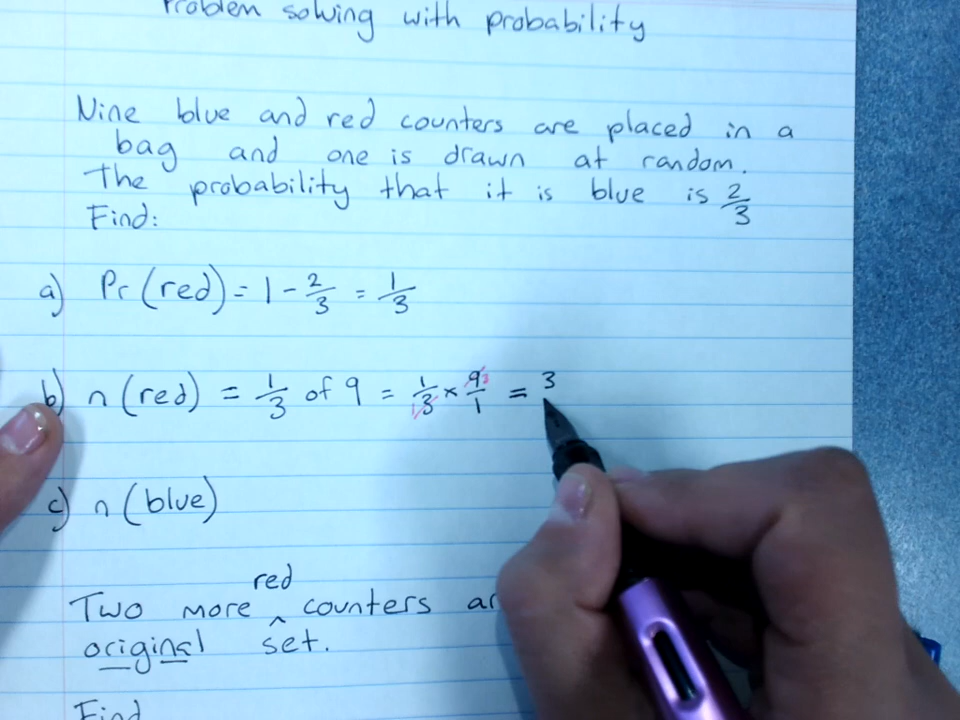 Problem solving with probability
Nine blue and red counters are placed in a
bag and one is drawn at random.
The probability that it is blue is 2/3
Find:
a) Pr (red) = 1 - 2/3 = 1/3
b) n (red) = 1/3 of 9 = 1/3 × 9/1 = 3
c) n (blue)
red
Two more ^ counters
original set.
Find